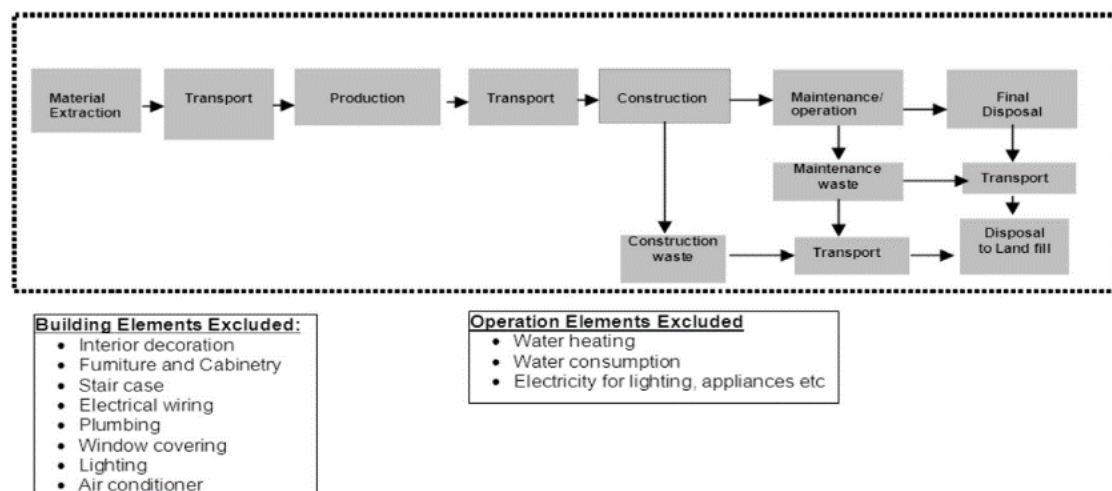 Material
Extraction
Transport
Production
Transport
Construction
Maintenance/
operation
Final
Disposal
Maintenance
waste
Transport
Construction
waste
Transport
Disposal
to Land fill
Building Elements Excluded:
• Interior decoration
• Furniture and Cabinetry
• Stair case
• Electrical wiring
• Plumbing
• Window covering
• Lighting
• Air conditioner
Operation Elements Excluded
• Water heating
• Water consumption
• Electricity for lighting, appliances etc